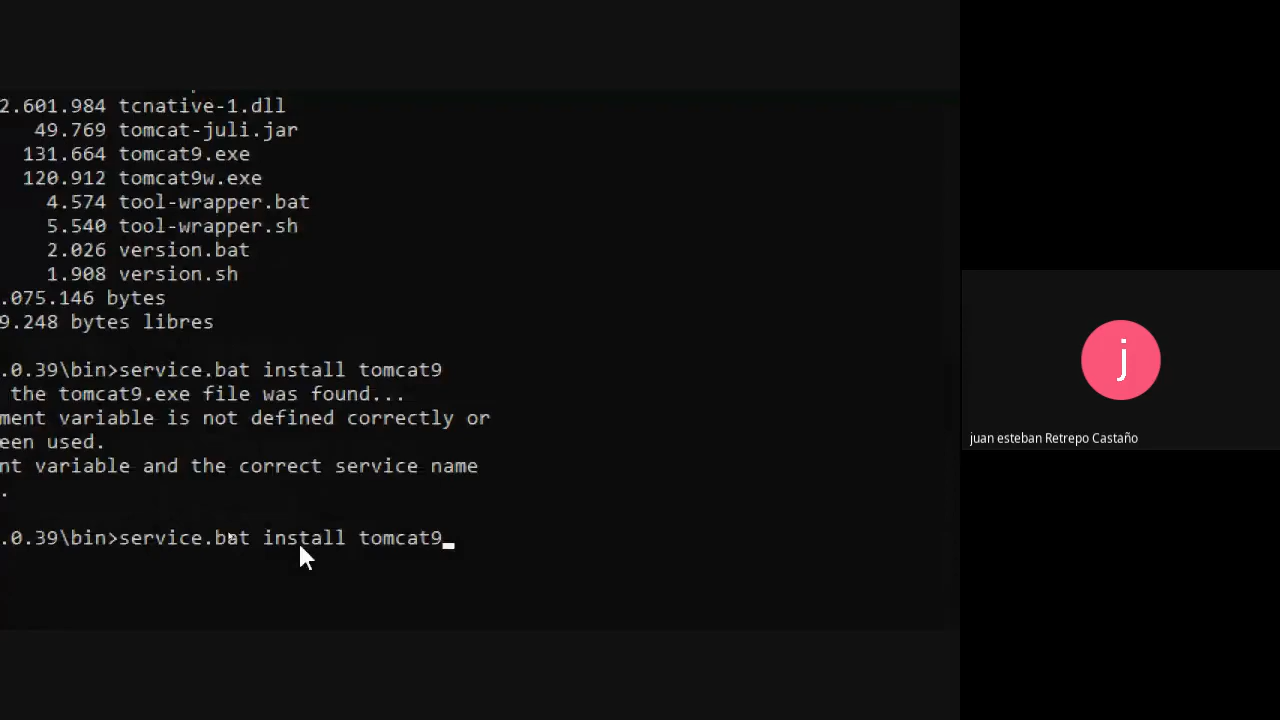 2.601.984 tcnative-1.dll
49.769 tomcat-juli.jar
131.664 tomcat9.exe
120.912 tomcat9w.exe
4.574 tool-wrapper.bat
5.540 tool-wrapper.sh
2.026 version.bat
1.908 version.sh
.075.146 bytes
9.248 bytes libres
.0.39\bin>service.bat install tomcat9
the tomcat9.exe file was found...
ment variable is not defined correctly or
een used.
nt variable and the correct service name
.
.0.39\bin>service.bat install tomcat9
j
juan esteban Retrepo Castaño